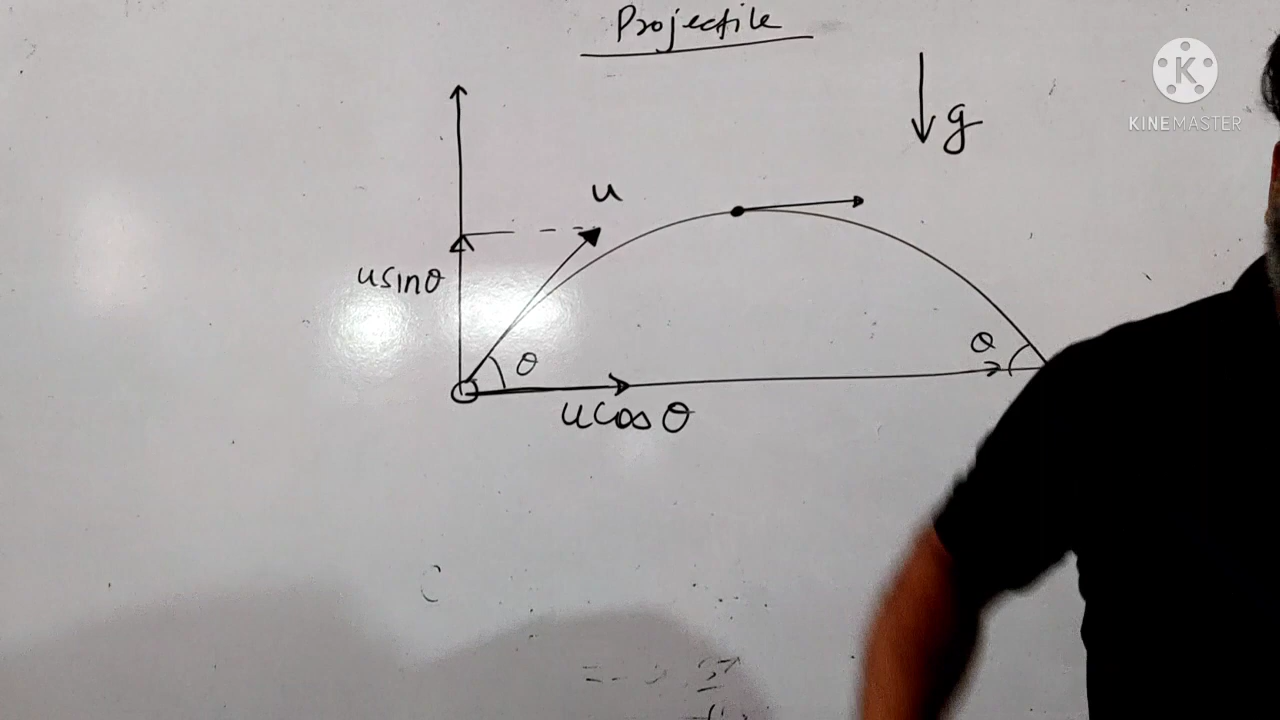 Projectile
g
K
KINEMASTER
u
usinθ
θ
θ
ucosθ